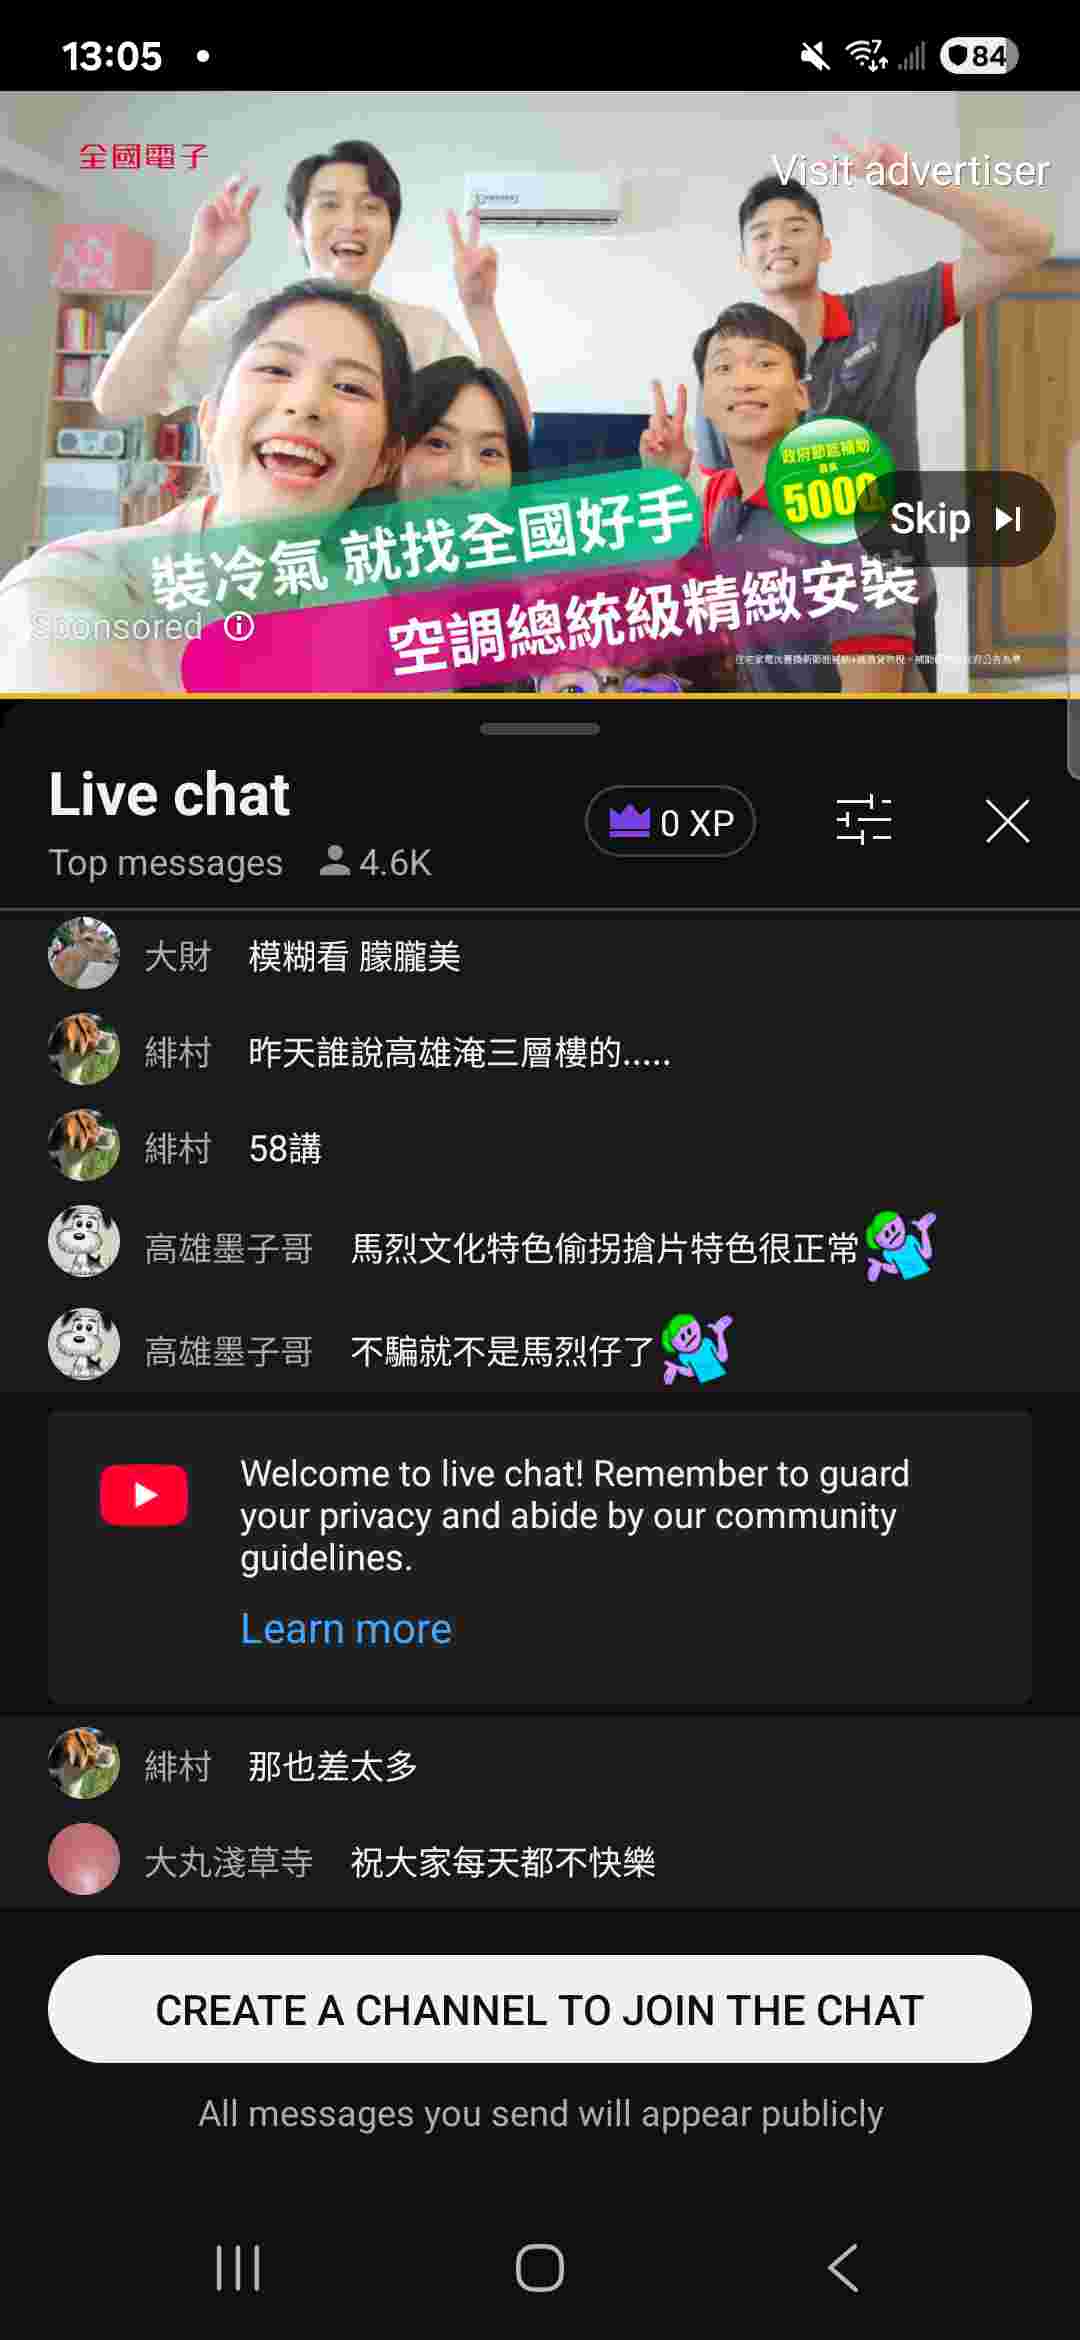 13:05
7
84
全國電子
Visit advertiser
政府節能補助
最高
5000
Skip
裝冷氣 就找全國好手
空調總統級精緻安裝
Sponsored
Live chat
0 XP
Top messages 4.6K
大財 模糊看 朦朧美
緋村 昨天誰說高雄淹三層樓的.....
緋村 58講
高雄墨子哥 馬烈文化特色偷拐搶片特色很正常
高雄墨子哥 不騙就不是馬烈仔了
Welcome to live chat! Remember to guard
your privacy and abide by our community
guidelines.
Learn more
緋村 那也差太多
大丸淺草寺 祝大家每天都不快樂
CREATE A CHANNEL TO JOIN THE CHAT
All messages you send will appear publicly